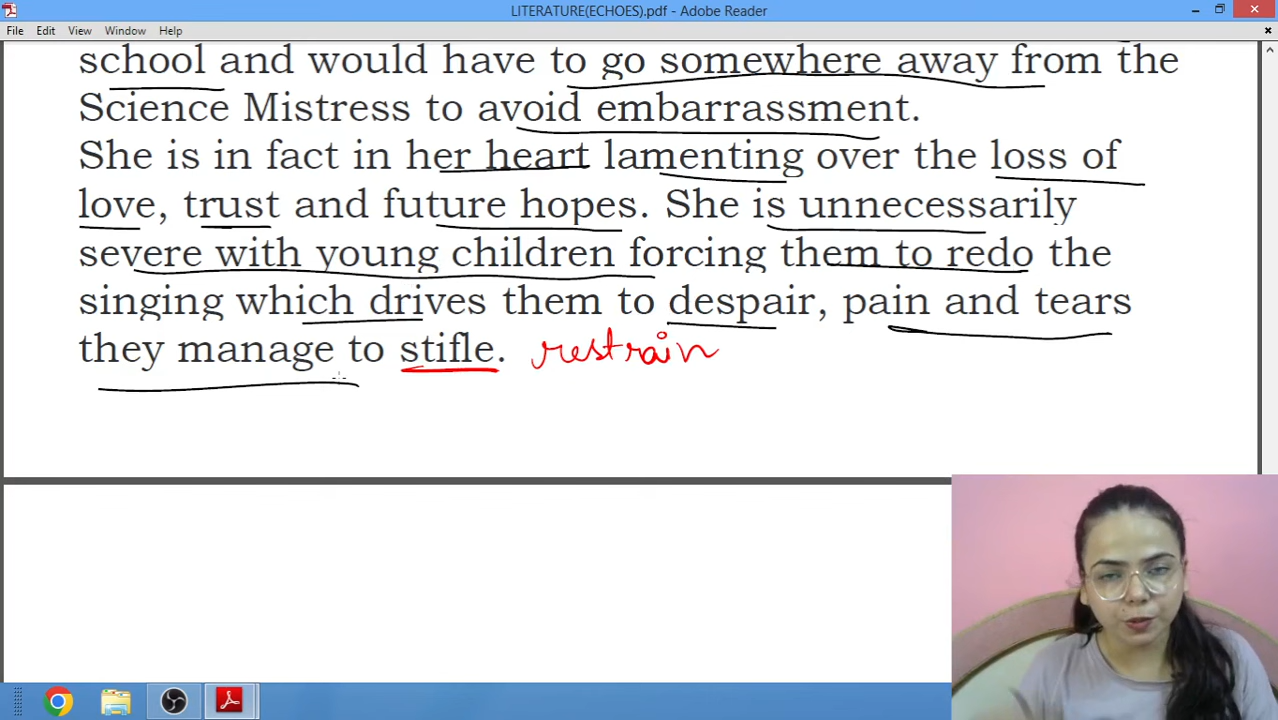 LITERATURE(ECHOES).pdf - Adobe Reader
File Edit View Window Help
school and would have to go somewhere away from the
Science Mistress to avoid embarrassment.
She is in fact in her heart lamenting over the loss of
love, trust and future hopes. She is unnecessarily
severe with young children forcing them to redo the
singing which drives them to despair, pain and tears
they manage to stifle. restrain